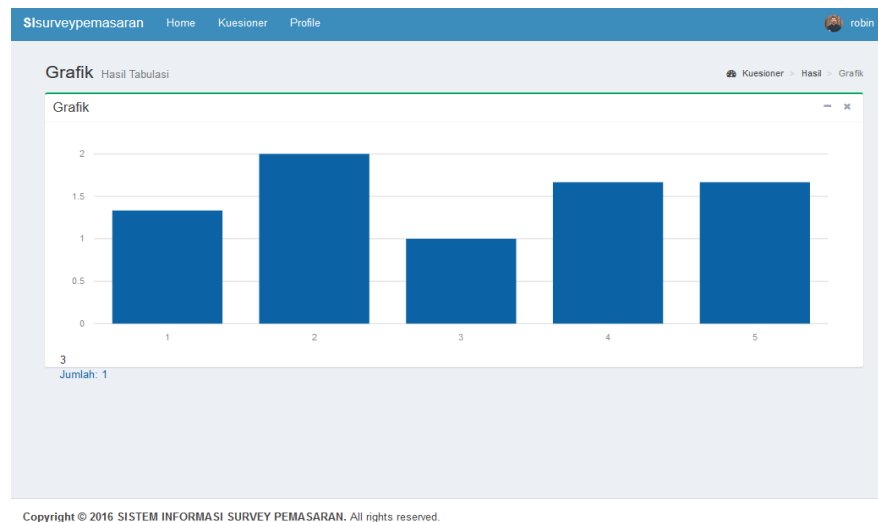 SIsurveypemasaran Home Kuesioner Profile robin
Grafik Hasil Tabulasi Kuesioner > Hasil > Grafik
Grafik
2
1.5
1
0.5
0
1 2 3 4 5
3
Jumlah: 1
Copyright © 2016 SISTEM INFORMASI SURVEY PEMASARAN. All rights reserved.